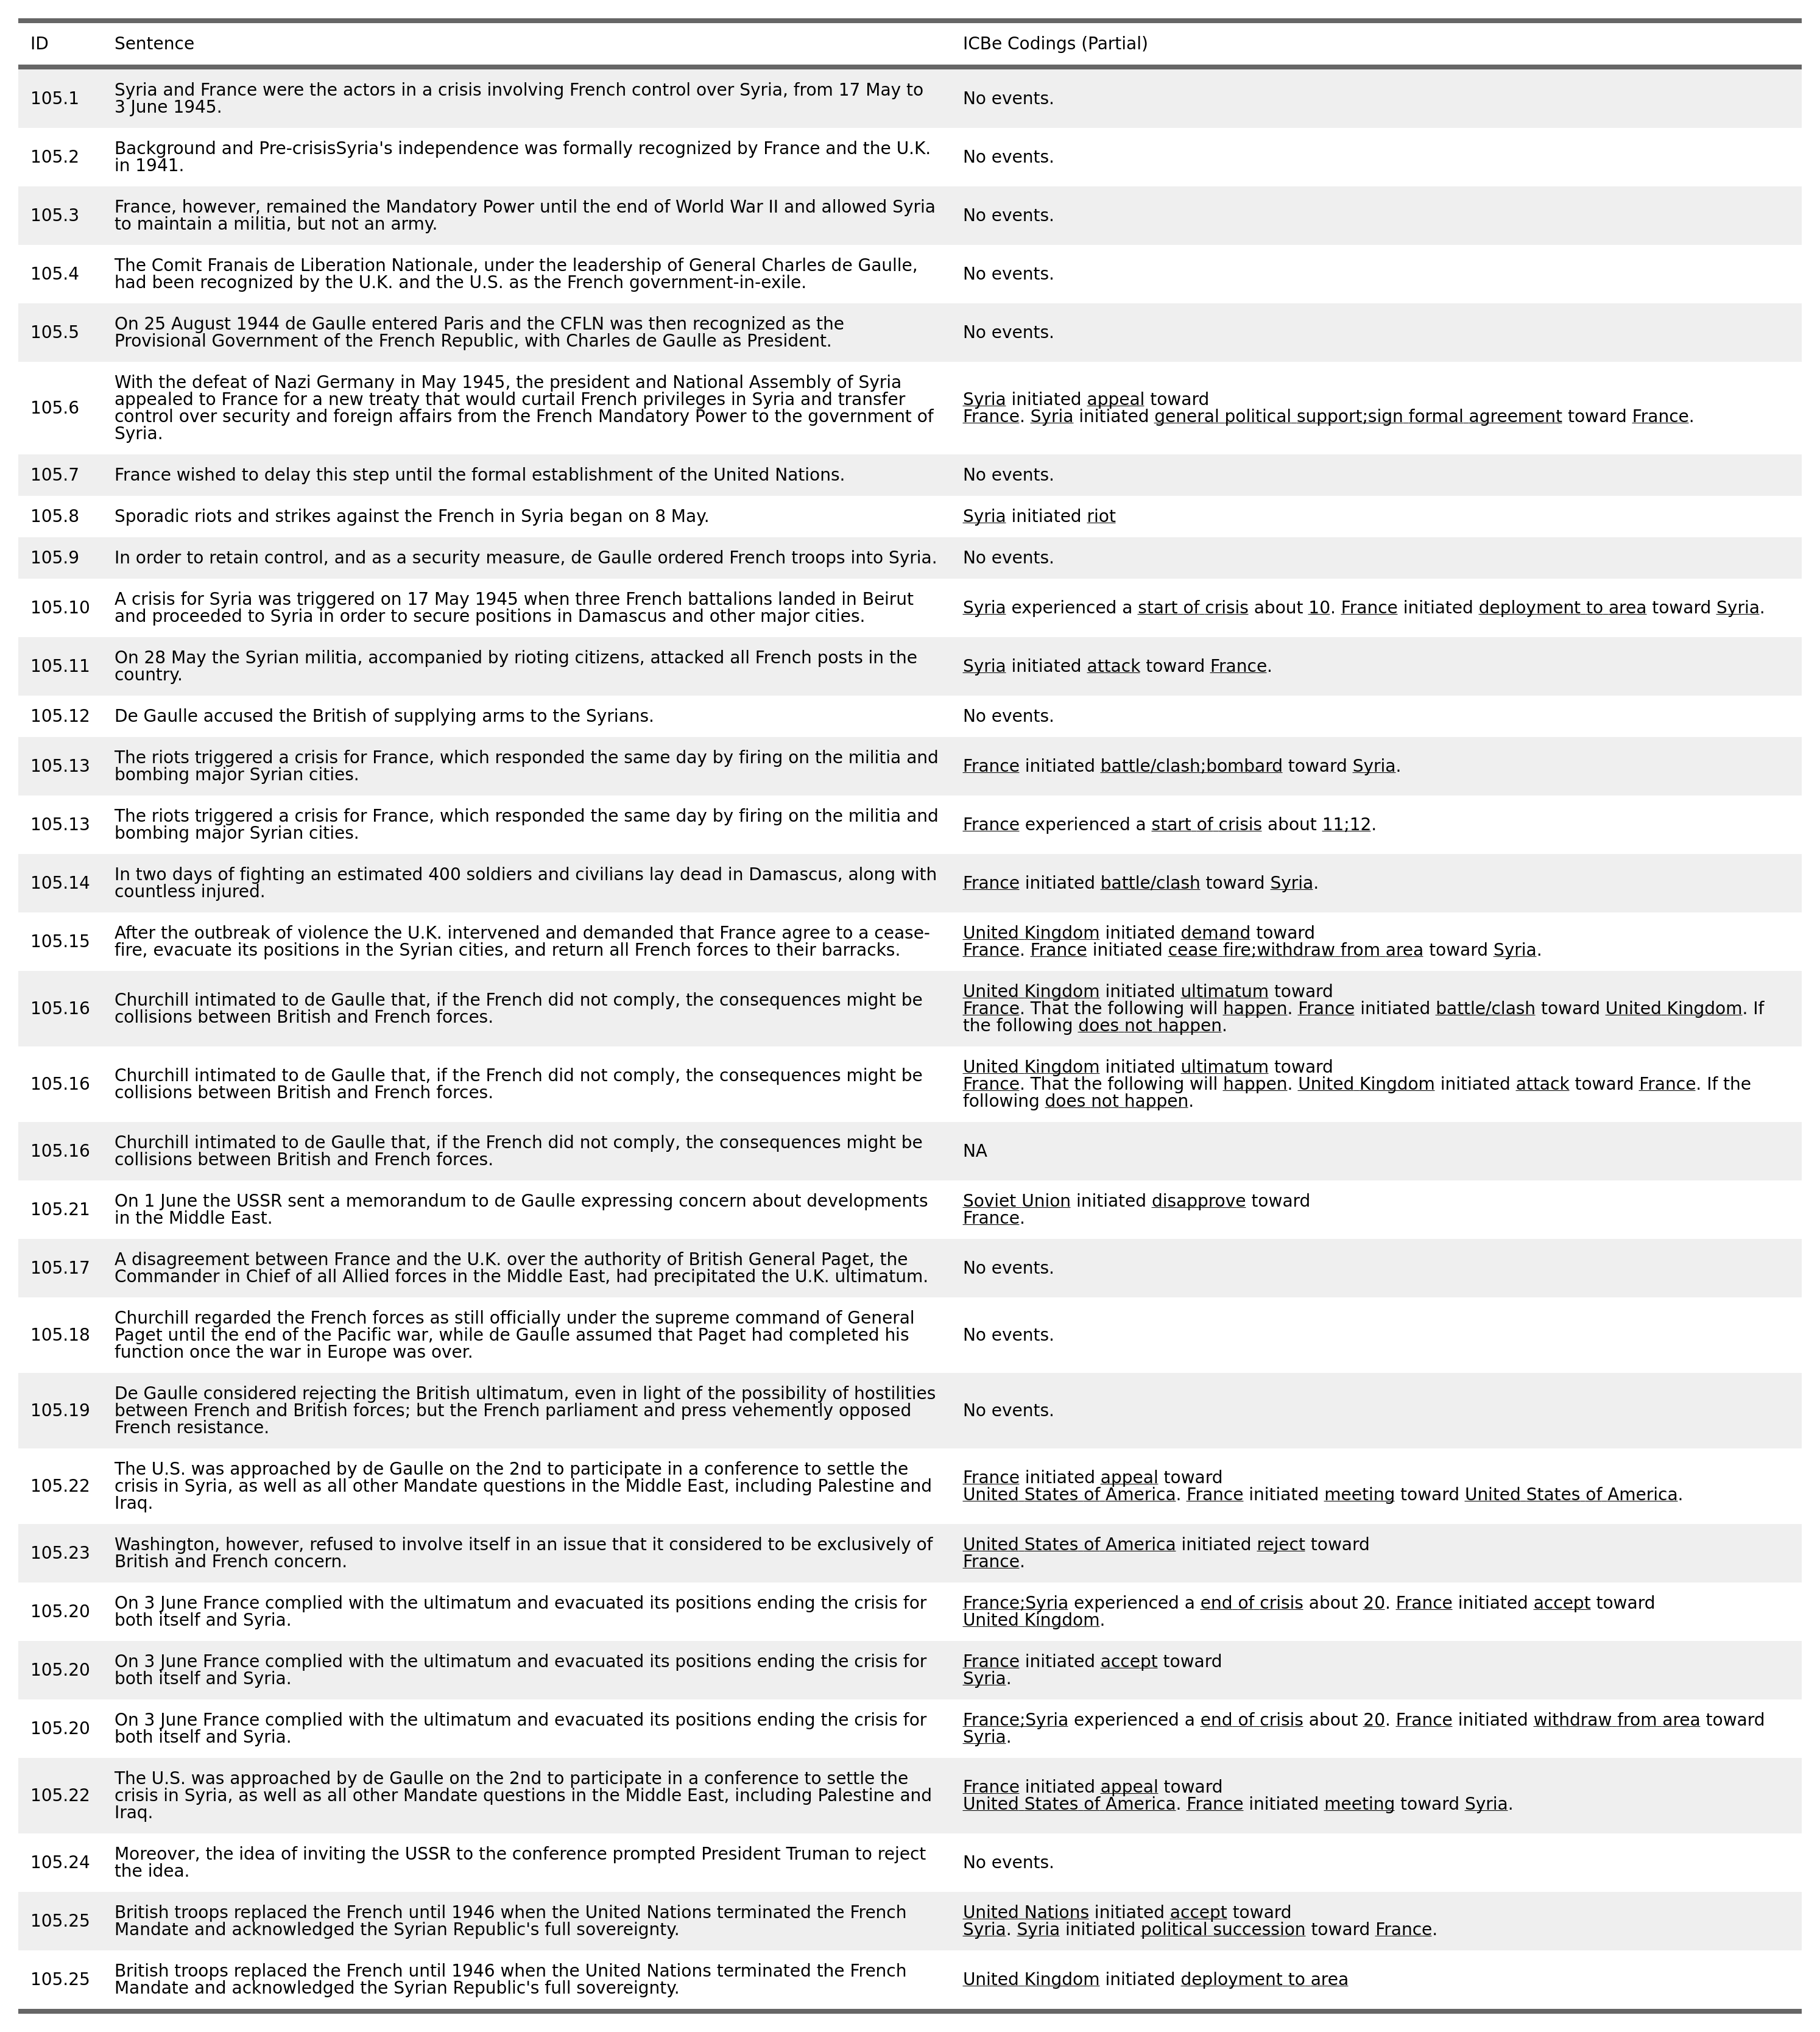 ID Sentence ICBe Codings (Partial)
105.1 Syria and France were the actors in a crisis involving French control over Syria, from 17 May to
3 June 1945. No events.
105.2 Background and Pre-crisisSyria's independence was formally recognized by France and the U.K.
in 1941. No events.
105.3 France, however, remained the Mandatory Power until the end of World War II and allowed Syria
to maintain a militia, but not an army. No events.
105.4 The Comit Franais de Liberation Nationale, under the leadership of General Charles de Gaulle,
had been recognized by the U.K. and the U.S. as the French government-in-exile. No events.
105.5 On 25 August 1944 de Gaulle entered Paris and the CFLN was then recognized as the
Provisional Government of the French Republic, with Charles de Gaulle as President. No events.
105.6 With the defeat of Nazi Germany in May 1945, the president and National Assembly of Syria
appealed to France for a new treaty that would curtail French privileges in Syria and transfer
control over security and foreign affairs from the French Mandatory Power to the government of
Syria.
Syria initiated appeal toward
France. Syria initiated general political support;sign formal agreement toward France.
105.7 France wished to delay this step until the formal establishment of the United Nations. No events.
105.8 Sporadic riots and strikes against the French in Syria began on 8 May. Syria initiated riot
105.9 In order to retain control, and as a security measure, de Gaulle ordered French troops into Syria. No events.
105.10 A crisis for Syria was triggered on 17 May 1945 when three French battalions landed in Beirut
and proceeded to Syria in order to secure positions in Damascus and other major cities.
Syria experienced a start of crisis about 10. France initiated deployment to area toward Syria.
105.11 On 28 May the Syrian militia, accompanied by rioting citizens, attacked all French posts in the
country.
Syria initiated attack toward France.
105.12 De Gaulle accused the British of supplying arms to the Syrians. No events.
105.13 The riots triggered a crisis for France, which responded the same day by firing on the militia and
bombing major Syrian cities.
France initiated battle/clash;bombard toward Syria.
105.13 The riots triggered a crisis for France, which responded the same day by firing on the militia and
bombing major Syrian cities.
France experienced a start of crisis about 11;12.
105.14 In two days of fighting an estimated 400 soldiers and civilians lay dead in Damascus, along with
countless injured.
France initiated battle/clash toward Syria.
105.15 After the outbreak of violence the U.K. intervened and demanded that France agree to a cease-
fire, evacuate its positions in the Syrian cities, and return all French forces to their barracks.
United Kingdom initiated demand toward
France. France initiated cease fire;withdraw from area toward Syria.
105.16 Churchill intimated to de Gaulle that, if the French did not comply, the consequences might be
collisions between British and French forces.
United Kingdom initiated ultimatum toward
France. That the following will happen. France initiated battle/clash toward United Kingdom. If
the following does not happen.
105.16 Churchill intimated to de Gaulle that, if the French did not comply, the consequences might be
collisions between British and French forces.
United Kingdom initiated ultimatum toward
France. That the following will happen. United Kingdom initiated attack toward France. If the
following does not happen.
105.16 Churchill intimated to de Gaulle that, if the French did not comply, the consequences might be
collisions between British and French forces.
NA
105.21 On 1 June the USSR sent a memorandum to de Gaulle expressing concern about developments
in the Middle East.
Soviet Union initiated disapprove toward
France.
105.17 A disagreement between France and the U.K. over the authority of British General Paget, the
Commander in Chief of all Allied forces in the Middle East, had precipitated the U.K. ultimatum.
No events.
105.18 Churchill regarded the French forces as still officially under the supreme command of General
Paget until the end of the Pacific war, while de Gaulle assumed that Paget had completed his
function once the war in Europe was over.
No events.
105.19 De Gaulle considered rejecting the British ultimatum, even in light of the possibility of hostilities
between French and British forces; but the French parliament and press vehemently opposed
French resistance.
No events.
105.22 The U.S. was approached by de Gaulle on the 2nd to participate in a conference to settle the
crisis in Syria, as well as all other Mandate questions in the Middle East, including Palestine and
Iraq.
France initiated appeal toward
United States of America. France initiated meeting toward United States of America.
105.23 Washington, however, refused to involve itself in an issue that it considered to be exclusively of
British and French concern.
United States of America initiated reject toward
France.
105.20 On 3 June France complied with the ultimatum and evacuated its positions ending the crisis for
both itself and Syria.
France;Syria experienced a end of crisis about 20. France initiated accept toward
United Kingdom.
105.20 On 3 June France complied with the ultimatum and evacuated its positions ending the crisis for
both itself and Syria.
France initiated accept toward
Syria.
105.20 On 3 June France complied with the ultimatum and evacuated its positions ending the crisis for
both itself and Syria.
France;Syria experienced a end of crisis about 20. France initiated withdraw from area toward
Syria.
105.22 The U.S. was approached by de Gaulle on the 2nd to participate in a conference to settle the
crisis in Syria, as well as all other Mandate questions in the Middle East, including Palestine and
Iraq.
France initiated appeal toward
United States of America. France initiated meeting toward Syria.
105.24 Moreover, the idea of inviting the USSR to the conference prompted President Truman to reject
the idea.
No events.
105.25 British troops replaced the French until 1946 when the United Nations terminated the French
Mandate and acknowledged the Syrian Republic's full sovereignty.
United Nations initiated accept toward
Syria. Syria initiated political succession toward France.
105.25 British troops replaced the French until 1946 when the United Nations terminated the French
Mandate and acknowledged the Syrian Republic's full sovereignty.
United Kingdom initiated deployment to area